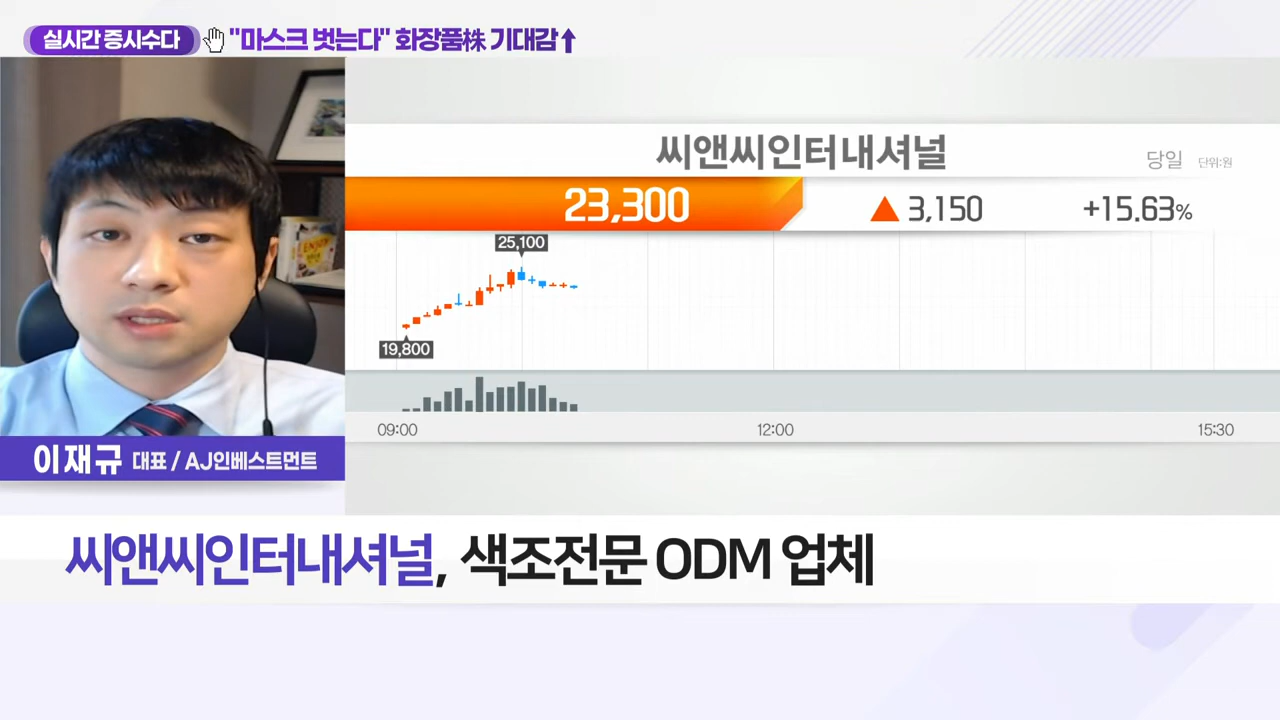 실시간 증시수다 "마스크 벗는다" 화장품株 기대감↑
씨앤씨인터내셔널
당일 단위:원
23,300 ▲ 3,150 +15.63%
25,100
19,800
09:00 12:00 15:30
ENJOY
이재규 대표 / AJ인베스트먼트
씨앤씨인터내셔널, 색조전문 ODM 업체